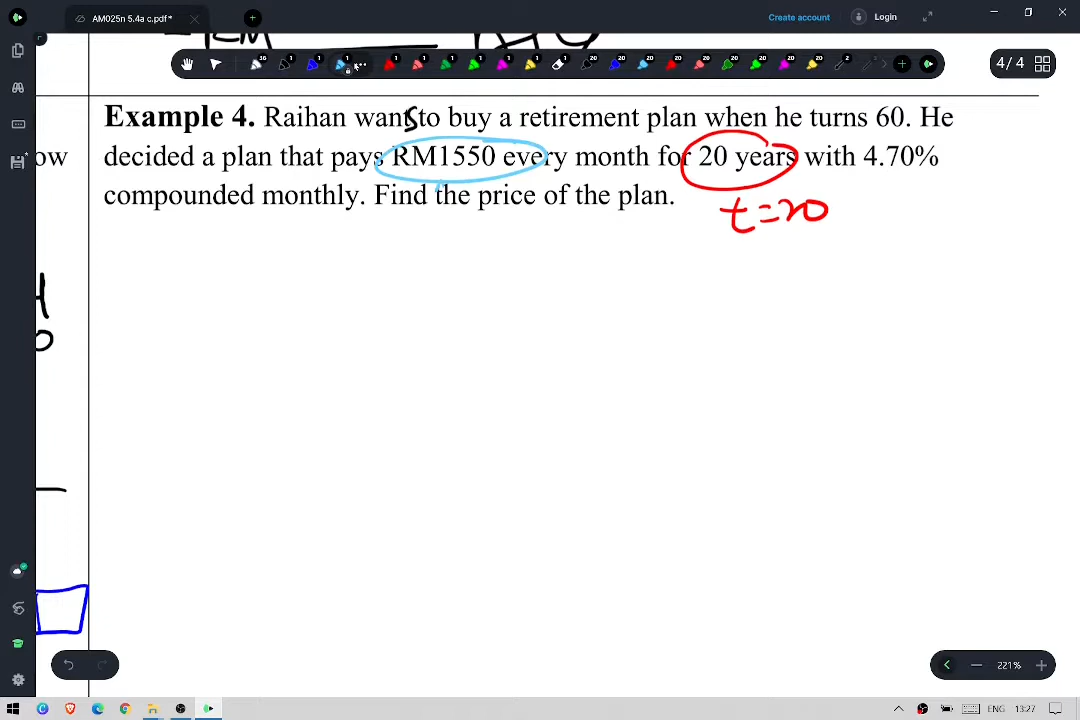 AM025n 5.4a c.pdf*
Create account
Login
4/4
Example 4. Raihan wants to buy a retirement plan when he turns 60. He
decided a plan that pays RM1550 every month for 20 years with 4.70%
compounded monthly. Find the price of the plan.
t=20
ow
221%
ENG 13:27